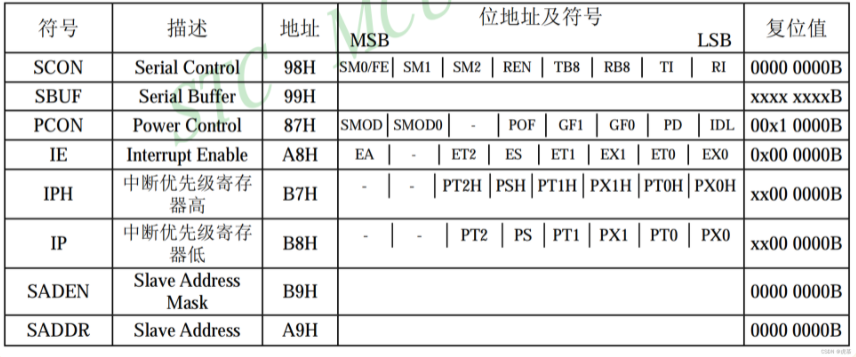 STC MCU
符号 描述 地址 位地址及符号 复位值
MSB LSB
SCON Serial Control 98H SM0/FE SM1 SM2 REN TB8 RB8 TI RI 0000 0000B
SBUF Serial Buffer 99H xxxx xxxxB
PCON Power Control 87H SMOD SMOD0 - POF GF1 GF0 PD IDL 00x1 0000B
IE Interrupt Enable A8H EA - ET2 ES ET1 EX1 ET0 EX0 0x00 0000B
IPH 中断优先级寄存 B7H - - PT2H PSH PT1H PX1H PT0H PX0H xx00 0000B
器高
IP 中断优先级寄存 B8H - - PT2 PS PT1 PX1 PT0 PX0 xx00 0000B
器低
SADEN Slave Address B9H 0000 0000B
Mask
SADDR Slave Address A9H 0000 0000B